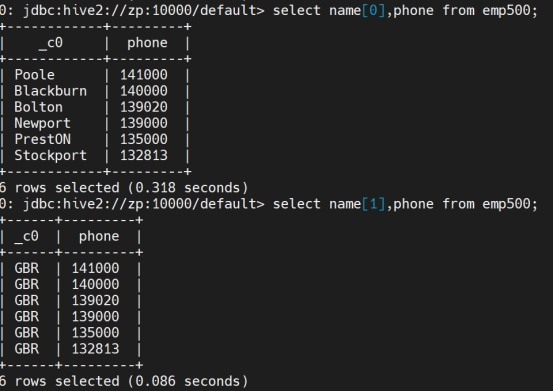 0: jdbc:hive2://zp:10000/default> select name[0],phone from emp500;
+------------+---------+
| _c0 | phone |
+------------+---------+
| Poole | 141000 |
| Blackburn | 140000 |
| Bolton | 139020 |
| Newport | 139000 |
| PrestON | 135000 |
| Stockport | 132813 |
+------------+---------+
6 rows selected (0.318 seconds)
0: jdbc:hive2://zp:10000/default> select name[1],phone from emp500;
+------+---------+
| _c0 | phone |
+------+---------+
| GBR | 141000 |
| GBR | 140000 |
| GBR | 139020 |
| GBR | 139000 |
| GBR | 135000 |
| GBR | 132813 |
+------+---------+
6 rows selected (0.086 seconds)